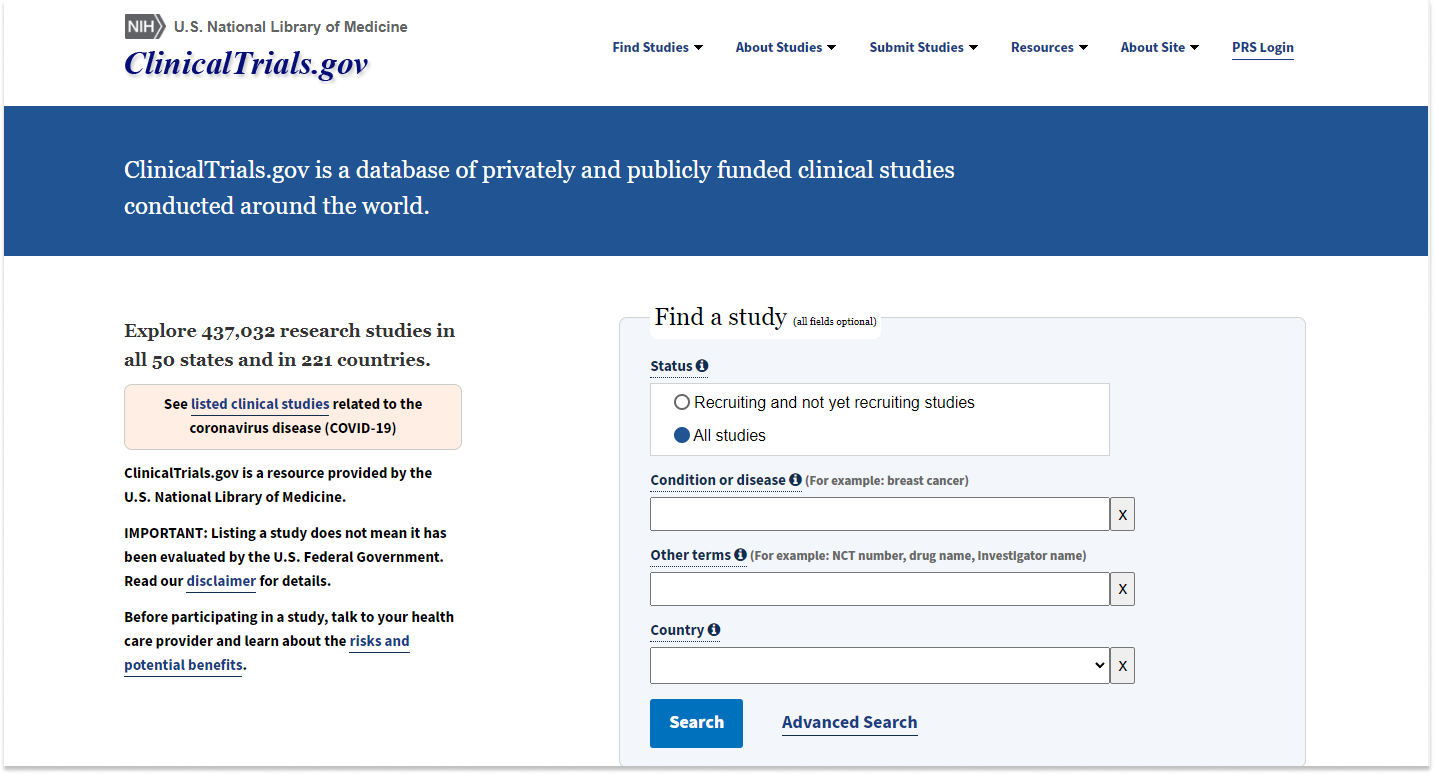 NIH U.S. National Library of Medicine
ClinicalTrials.gov
Find Studies About Studies Submit Studies Resources About Site PRS Login
ClinicalTrials.gov is a database of privately and publicly funded clinical studies
conducted around the world.
Explore 437,032 research studies in
all 50 states and in 221 countries.
See listed clinical studies related to the
coronavirus disease (COVID-19)
ClinicalTrials.gov is a resource provided by the
U.S. National Library of Medicine.
IMPORTANT: Listing a study does not mean it has
been evaluated by the U.S. Federal Government.
Read our disclaimer for details.
Before participating in a study, talk to your health
care provider and learn about the risks and
potential benefits.
Find a study (all fields optional)
Status
Recruiting and not yet recruiting studies
All studies
Condition or disease (For example: breast cancer)
X
Other terms (For example: NCT number, drug name, investigator name)
X
Country
X
Search Advanced Search